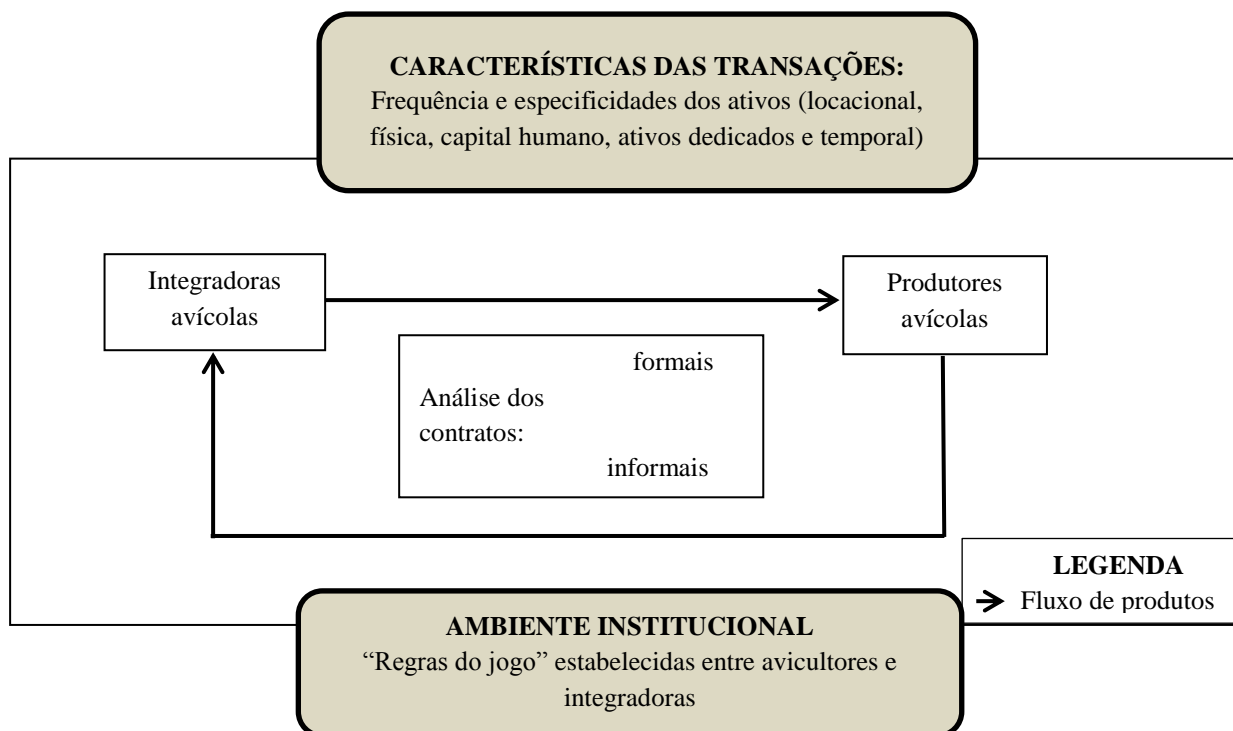 CARACTERÍSTICAS DAS TRANSAÇÕES:
Frequência e especificidades dos ativos (locacional,
física, capital humano, ativos dedicados e temporal)
Integradoras
avícolas
Produtores
avícolas
formais
Análise dos
contratos:
informais
LEGENDA
Fluxo de produtos
AMBIENTE INSTITUCIONAL
“Regras do jogo” estabelecidas entre avicultores e
integradoras